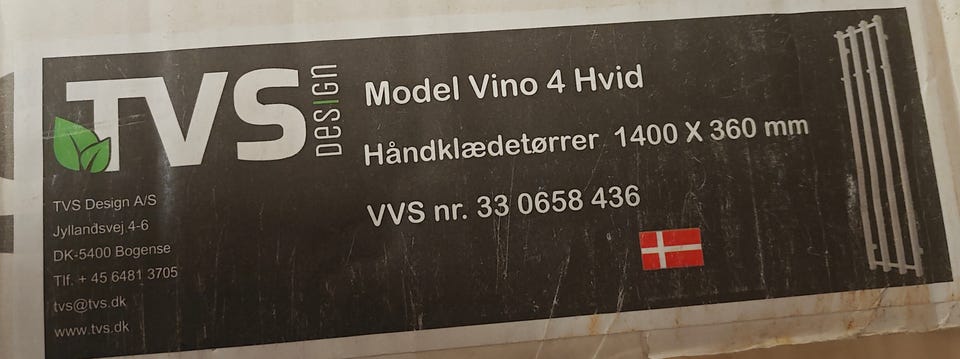 TVS
DESIGN
Model Vino 4 Hvid
Håndklædetørrer 1400 X 360 mm
VVS nr. 33 0658 436
TVS Design A/S
Jyllandsvej 4-6
DK-5400 Bogense
Tlf. + 45 6481 3705
tvs@tvs.dk
www.tvs.dk